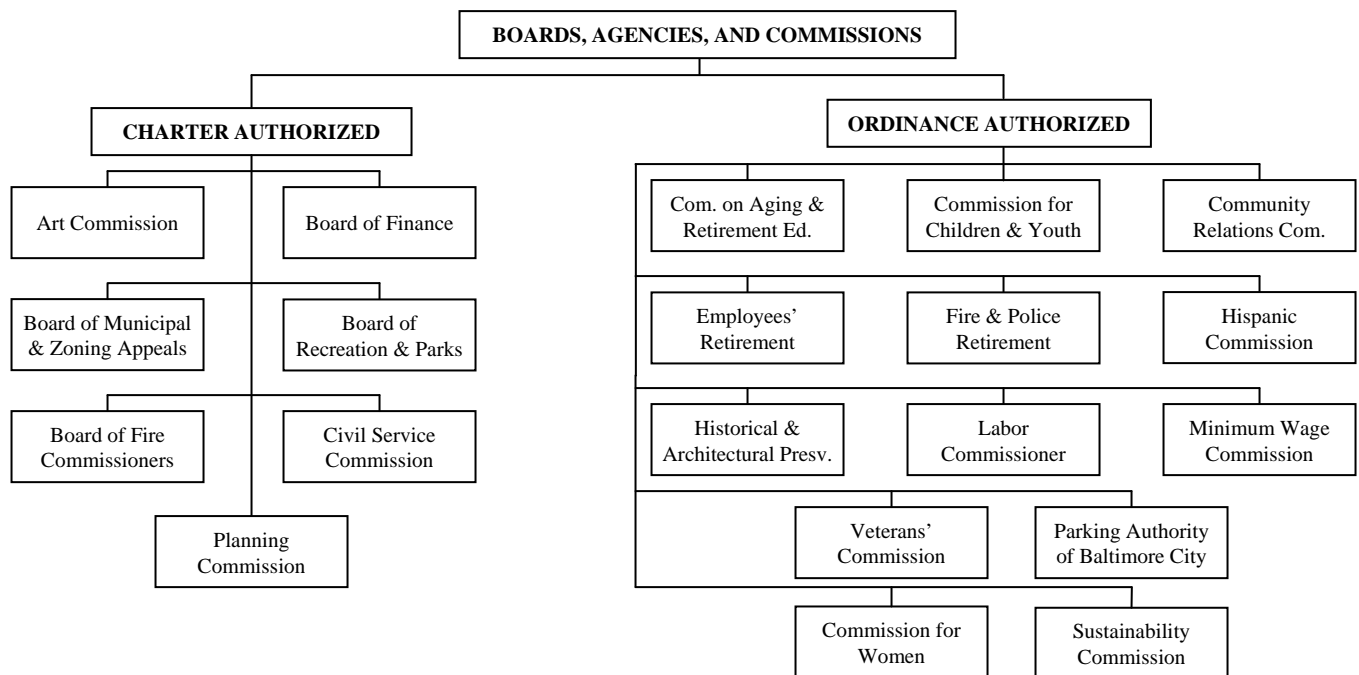 BOARDS, AGENCIES, AND COMMISSIONS
CHARTER AUTHORIZED
Art Commission
Board of Finance
Board of Municipal
& Zoning Appeals
Board of
Recreation & Parks
Board of Fire
Commissioners
Civil Service
Commission
Planning
Commission
ORDINANCE AUTHORIZED
Com. on Aging &
Retirement Ed.
Commission for
Children & Youth
Community
Relations Com.
Employees’
Retirement
Fire & Police
Retirement
Hispanic
Commission
Historical &
Architectural Presv.
Labor
Commissioner
Minimum Wage
Commission
Veterans’
Commission
Parking Authority
of Baltimore City
Commission for
Women
Sustainability
Commission